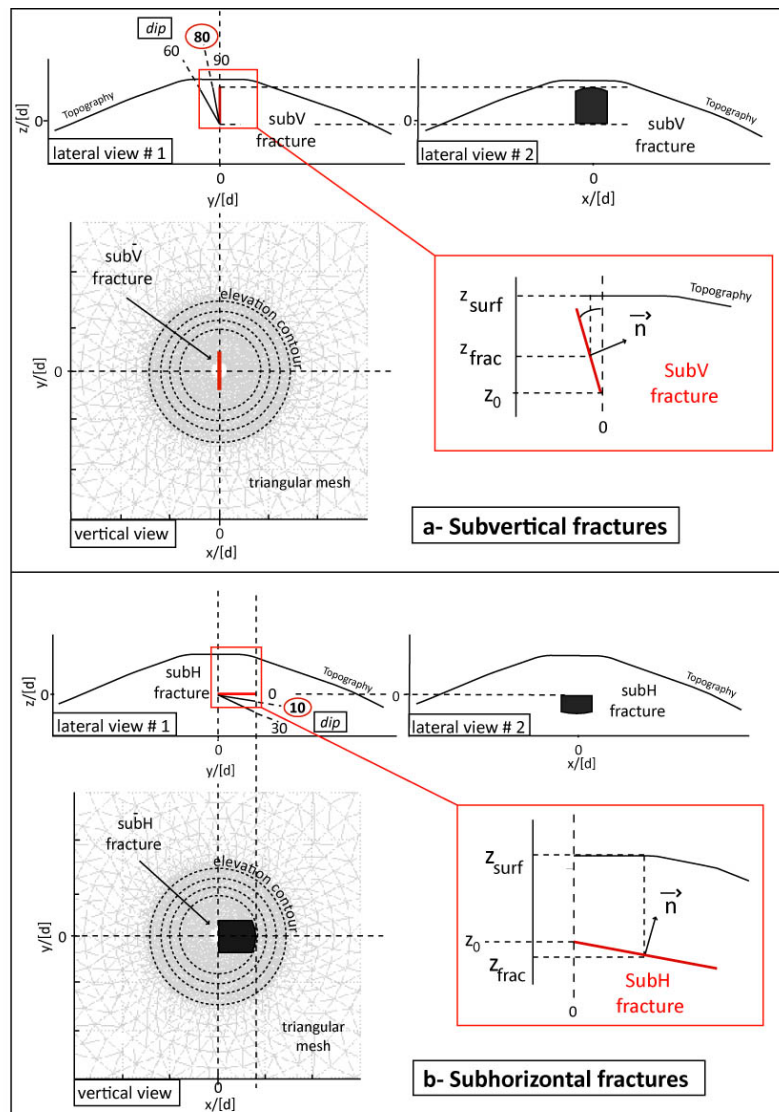 dip
60
80
90
z/[d]
0
Topography
lateral view # 1
subV
fracture
0
y/[d]
0
Topography
lateral view # 2
subV
fracture
0
x/[d]
subV
fracture
elevation contour
y/[d]
0
triangular mesh
vertical view
0
x/[d]
z surf
z frac
z 0
Topography
n
SubV
fracture
0
a- Subvertical fractures
z/[d]
0
subH
fracture
Topography
0
10
30
dip
lateral view # 1
0
y/[d]
0
subH
fracture
Topography
lateral view # 2
0
x/[d]
subH
fracture
elevation contour
y/[d]
0
triangular
mesh
vertical view
0
x/[d]
z surf
z 0
z frac
n
SubH
fracture
0
b- Subhorizontal fractures